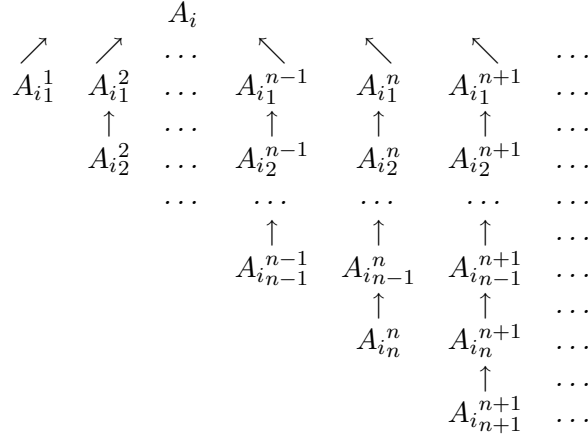 A_i
↗ ↗ … ↖ ↖ ↖ …
A_{i_1^1} A_{i_1^2} … A_{i_1^{n-1}} A_{i_1^n} A_{i_1^{n+1}} …
↑ … ↑ ↑ ↑ …
A_{i_2^2} … A_{i_2^{n-1}} A_{i_2^n} A_{i_2^{n+1}} …
… … … … …
↑ ↑ ↑ …
A_{i_{n-1}^{n-1}} A_{i_{n-1}^n} A_{i_{n-1}^{n+1}} …
↑ ↑ …
A_{i_n^n} A_{i_n^{n+1}} …
↑ …
A_{i_{n+1}^{n+1}} …